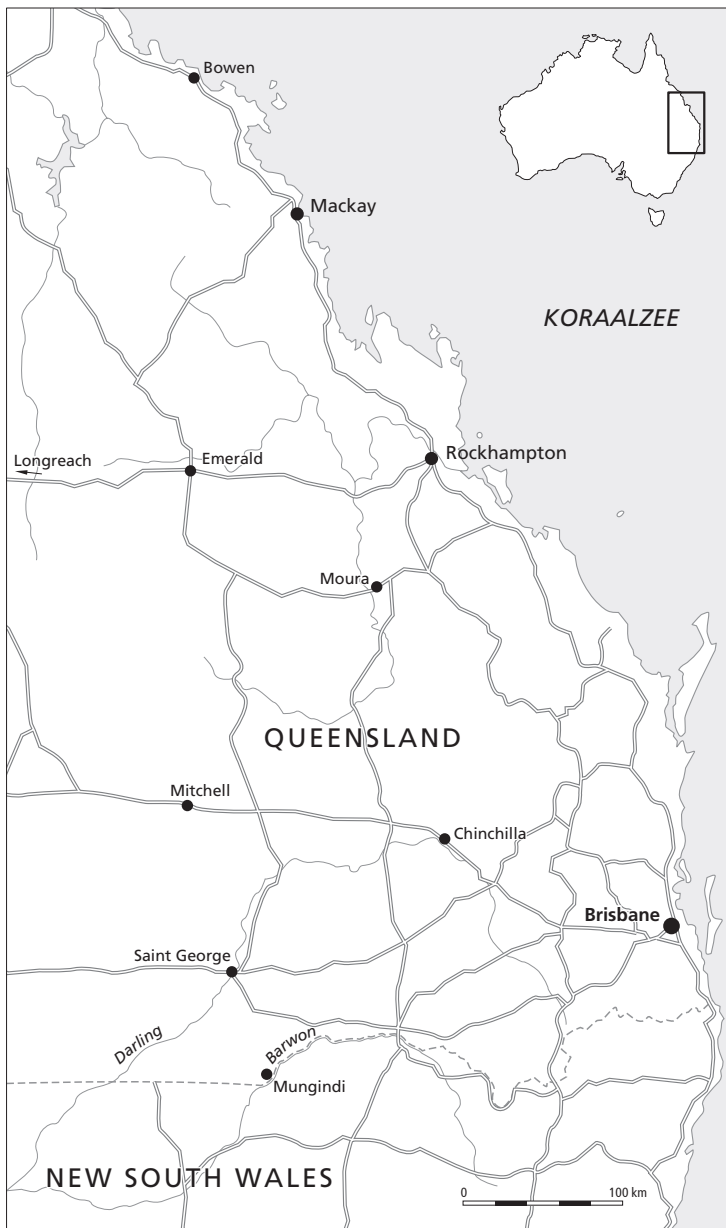 Bowen
Mackay
KORAALZEE
Rockhampton
Longreach
Emerald
Moura
QUEENSLAND
Mitchell
Chinchilla
Brisbane
Saint George
Darling
Barwon
Mungindi
NEW SOUTH WALES
0 100 km